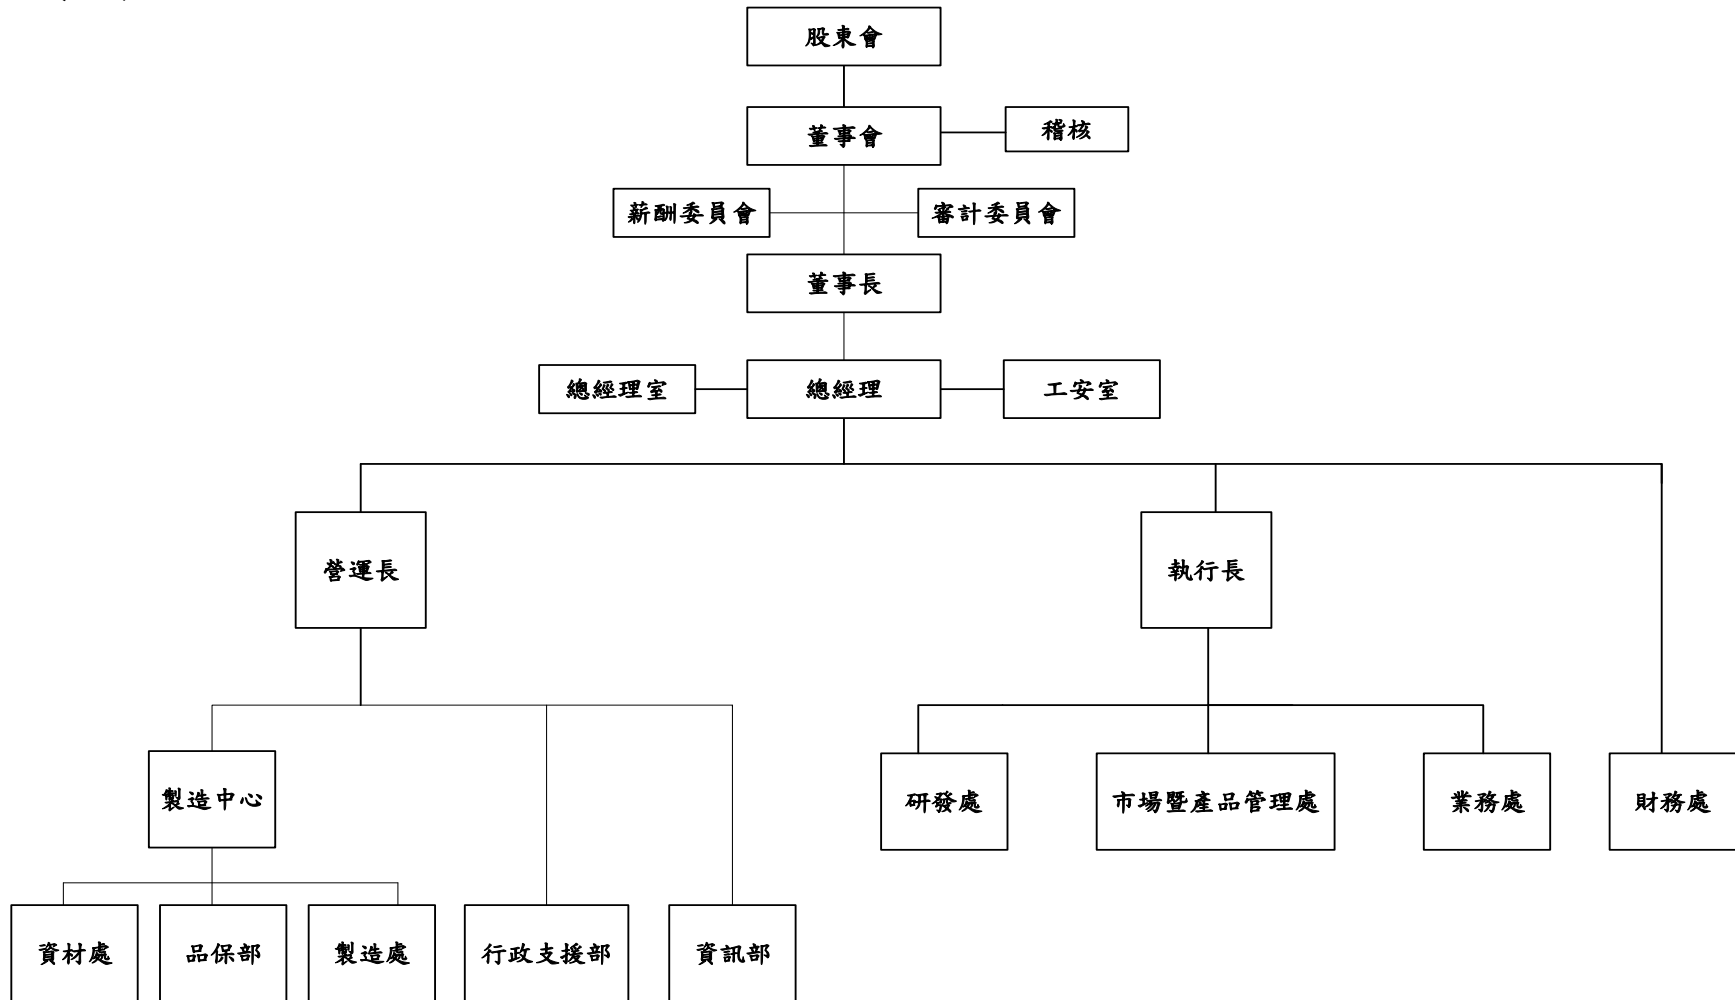 股東會
董事會
稽核
薪酬委員會
審計委員會
董事長
總經理室
總經理
工安室
營運長
執行長
製造中心
研發處
市場暨產品管理處
業務處
財務處
資材處
品保部
製造處
行政支援部
資訊部